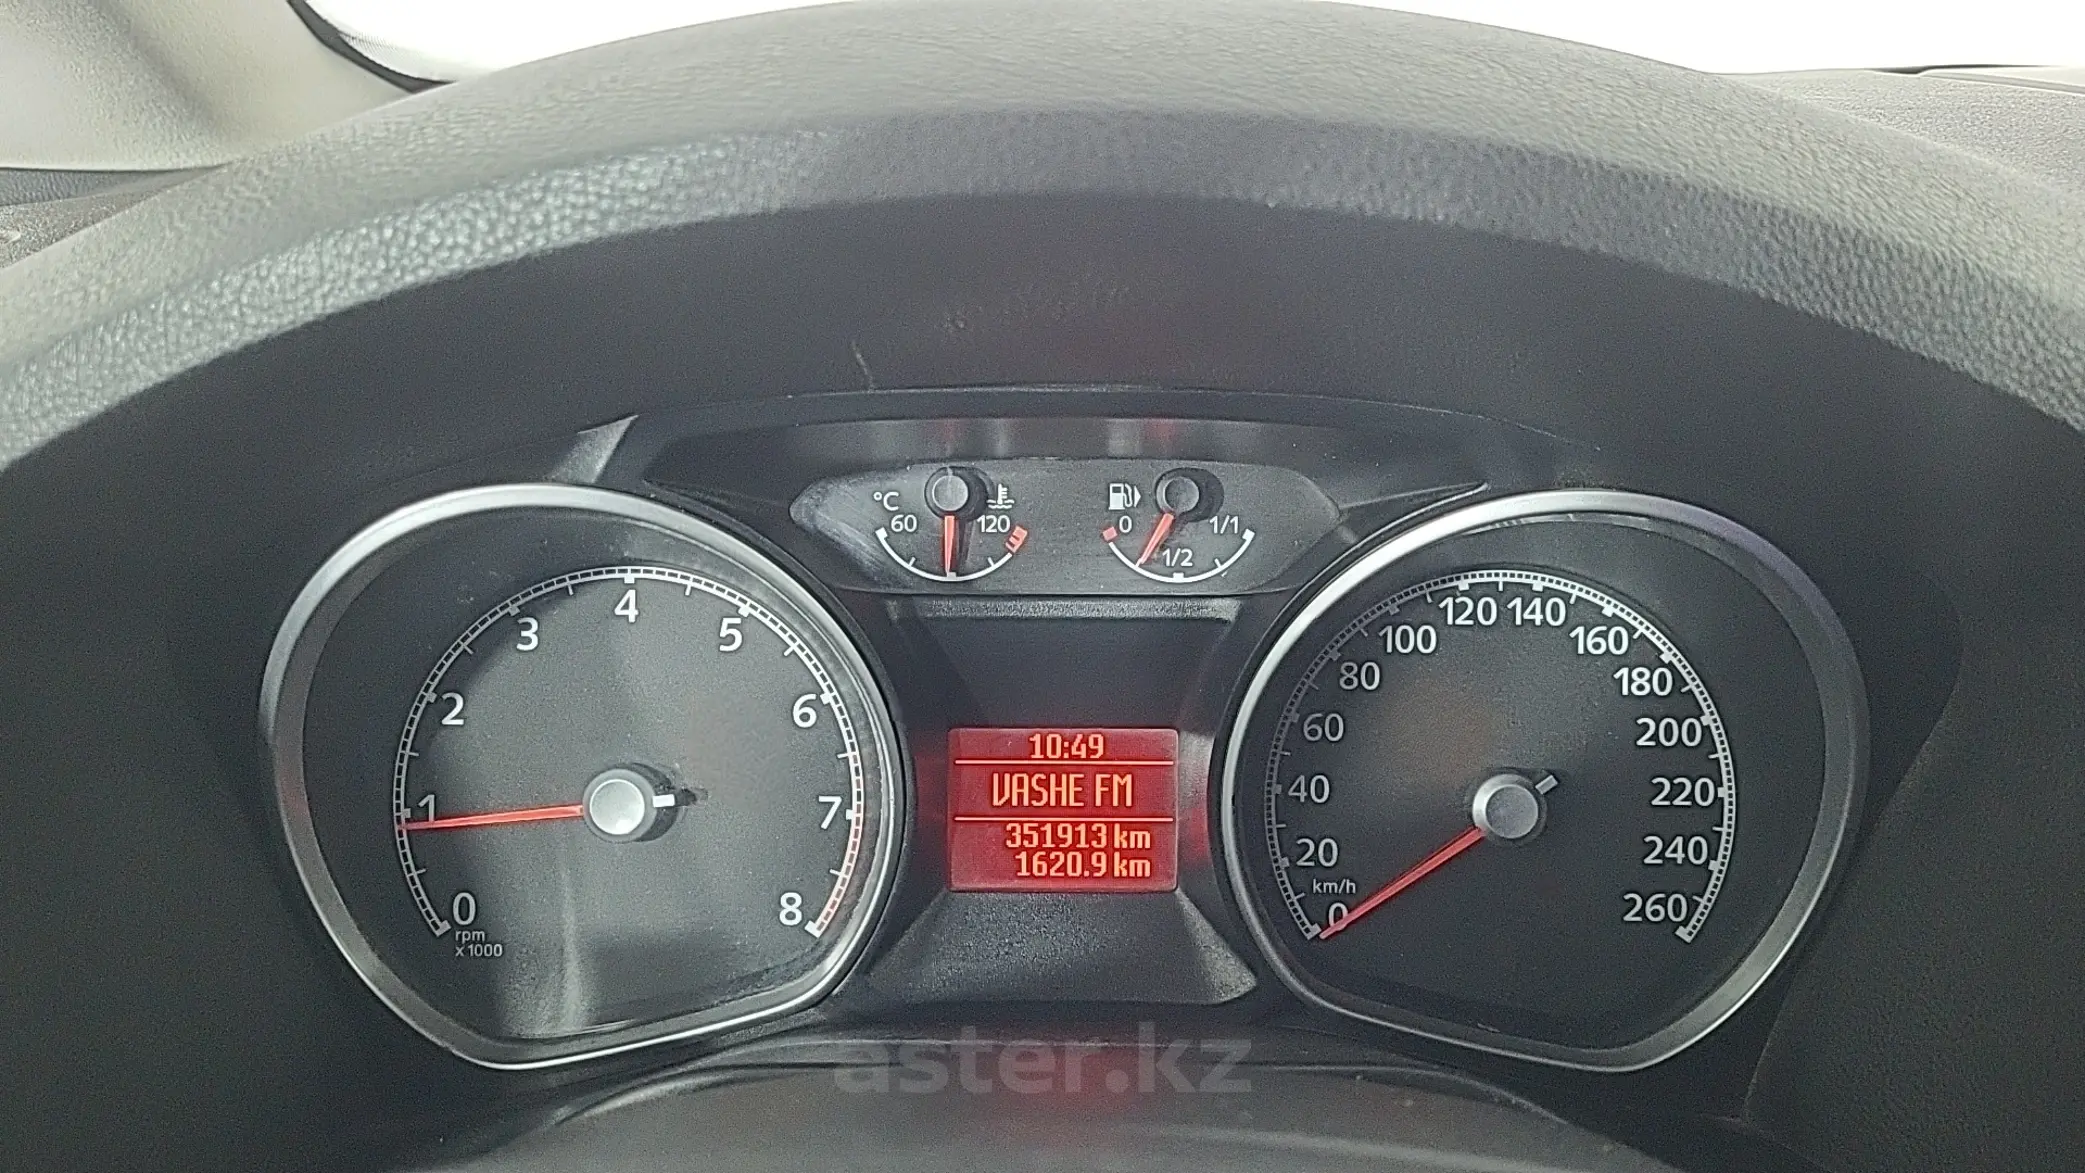 °C
60 120
0 1/2 1/1
0 1 2 3 4 5 6 7 8
rpm
x 1000
10:49
VASHE FM
351913 km
1620.9 km
0 20 40 60 80 100 120 140 160 180 200 220 240 260
km/h
aster.kz